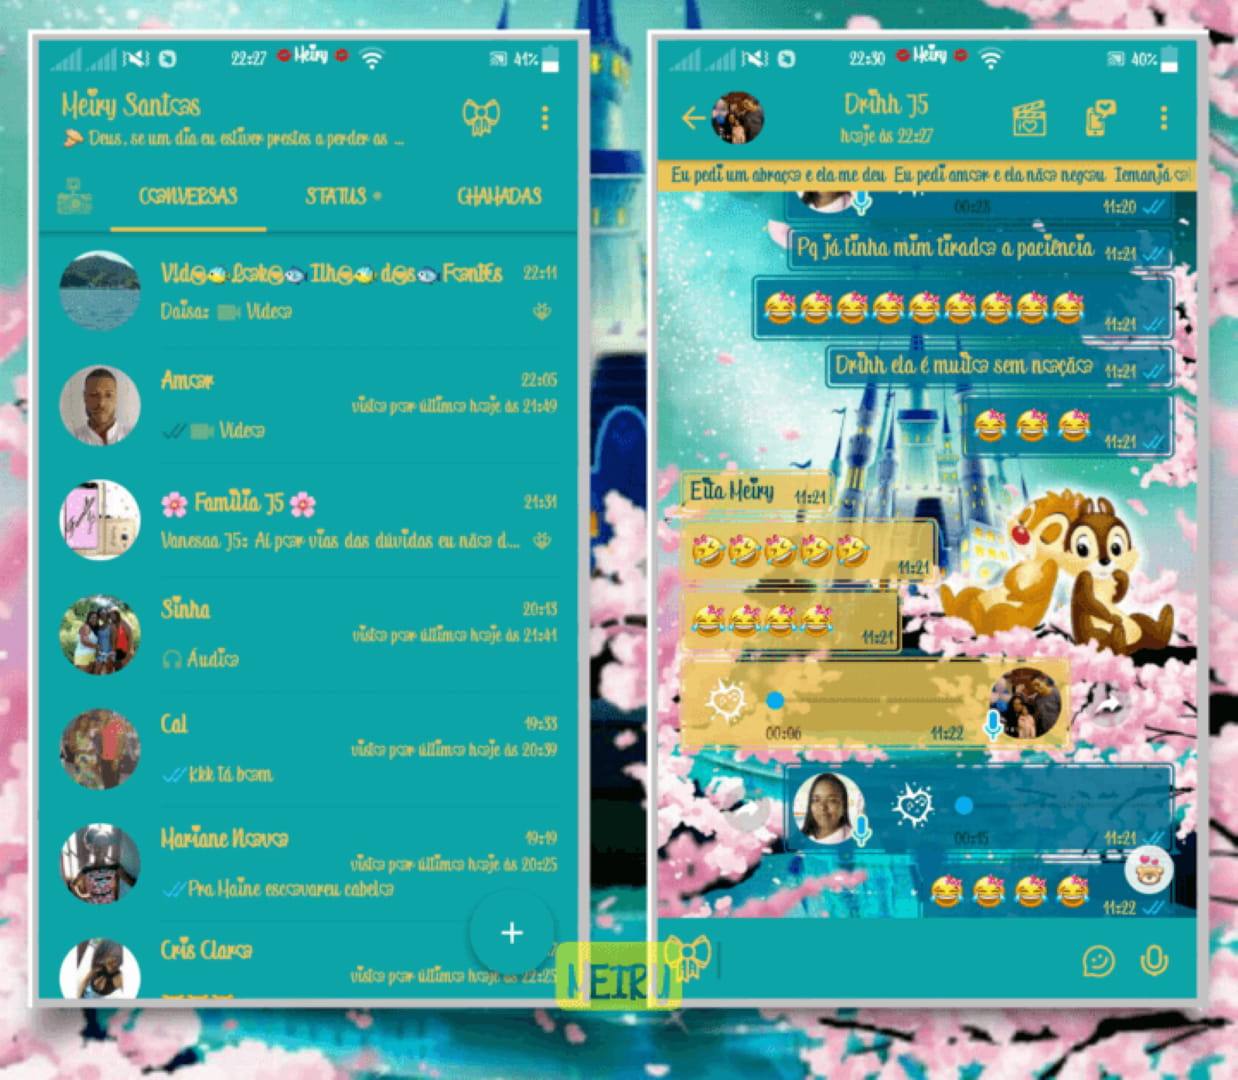 22:27 Meiry 41%
Meiry Santos
Deus, se um dia eu estiver prestes a perder as ...
CONVERSAS STATUS CHAMADAS
22:11
Daisa: Vídeo
Amor 22:05
visto por último hoje às 21:49
Vídeo
Família J5 21:31
Vanesaa J5: Aí por vias das dúvidas eu não d...
Sinha 20:13
visto por último hoje às 21:41
Áudio
Cal 19:33
visto por último hoje às 20:39
kkk tá bom
Mariane Nova 19:19
visto por último hoje às 20:25
Pra Maine escovareu cabelo
Cris Clara
visto por último hoje às 22:25
+
MEIRY
22:30 Meiry 40%
Drihh J5
hoje às 22:27
Eu pedi um abraço e ela me deu Eu pedi amor e ela não negou Iemanjá
00:23 11:20
Pq já tinha mim tirado a paciência 11:21
11:21
Drihh ela é muito sem noção 11:21
11:21
Eita Meiry 11:21
11:21
11:21
00:06 11:22
00:15 11:21
11:22